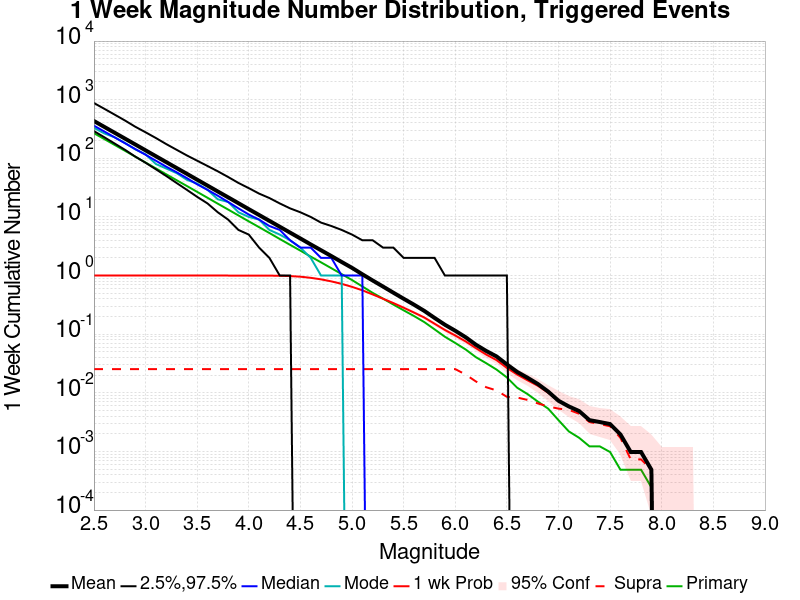 1 Week Magnitude Number Distribution, Triggered Events
1 Week Cumulative Number
10^4
10^3
10^2
10^1
10^0
10^-1
10^-2
10^-3
10^-4
2.5 3.0 3.5 4.0 4.5 5.0 5.5 6.0 6.5 7.0 7.5 8.0 8.5 9.0
Magnitude
Mean 2.5%,97.5% Median Mode 1 wk Prob 95% Conf Supra Primary